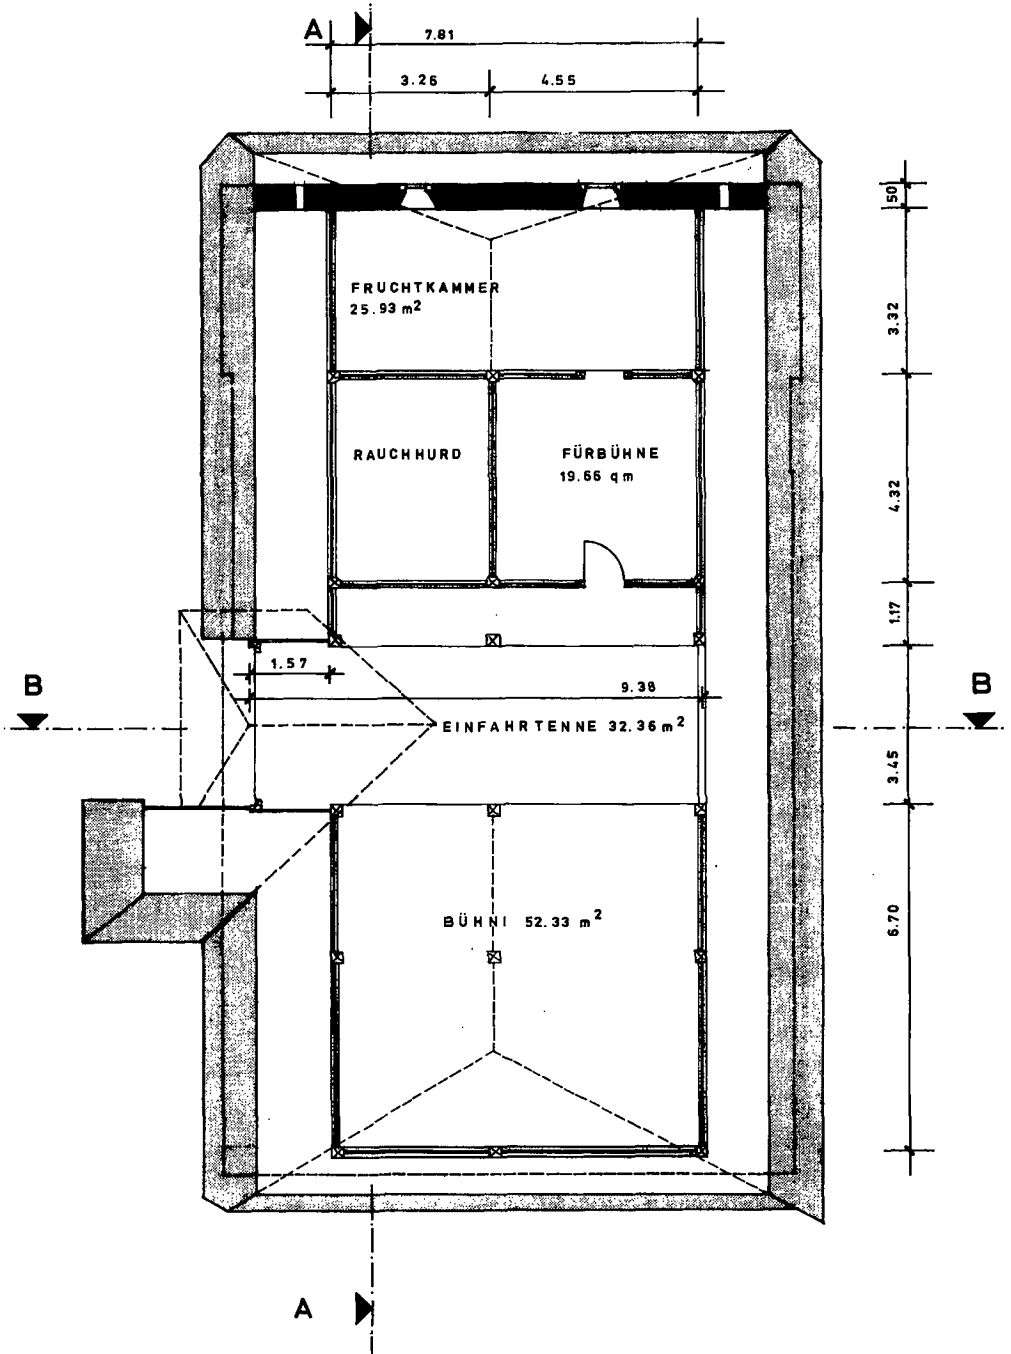 A
7.81
3.26
4.55
50
FRUCHTKAMMER
25.93 m²
3.32
RAUCHHURD
FÜRBÜHNE
19.66 qm
4.32
1.17
1.57
B
9.38
B
EINFAHRTENNE 32.36 m²
3.45
BÜHNI 52.33 m²
6.70
A